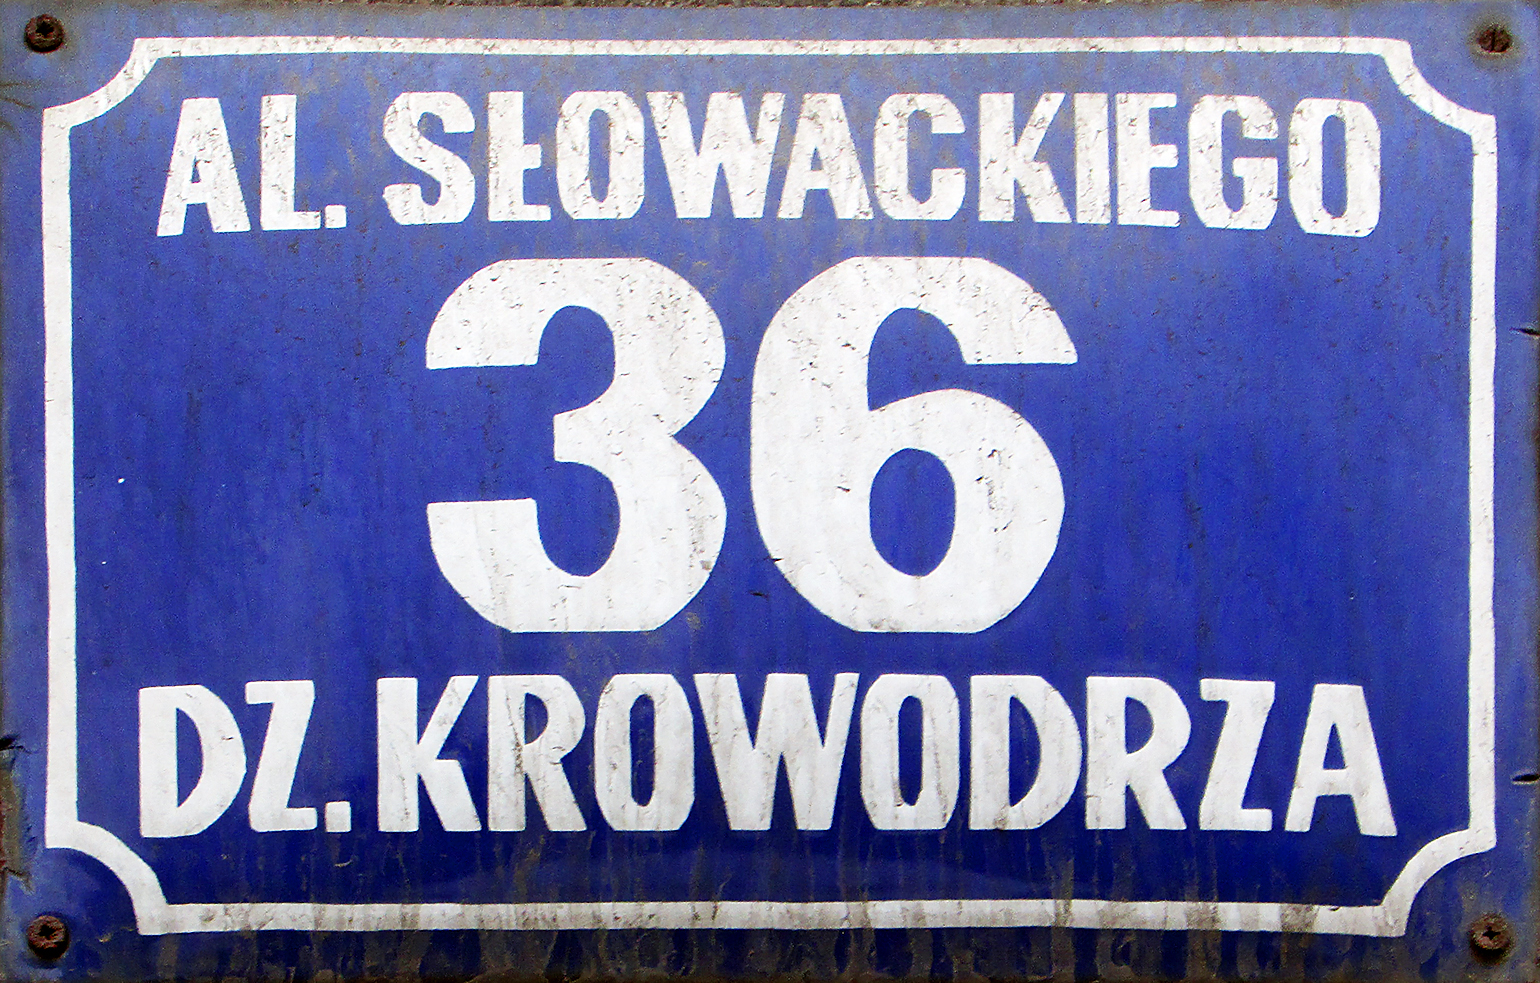 AL. SŁOWACKIEGO
36
DZ. KROWODRZA